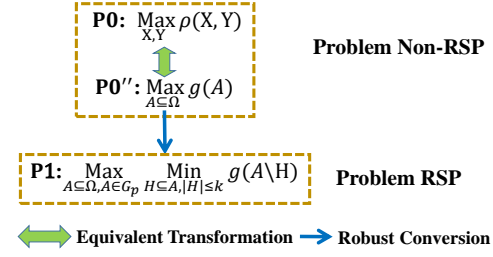 P0: Max ρ(X, Y)
X,Y
Problem Non-RSP
P0′′: Max g(A)
A⊆Ω
P1: Max Min g(A\H)
A⊆Ω,A∈G_p H⊆A,|H|≤k
Problem RSP
Equivalent Transformation Robust Conversion